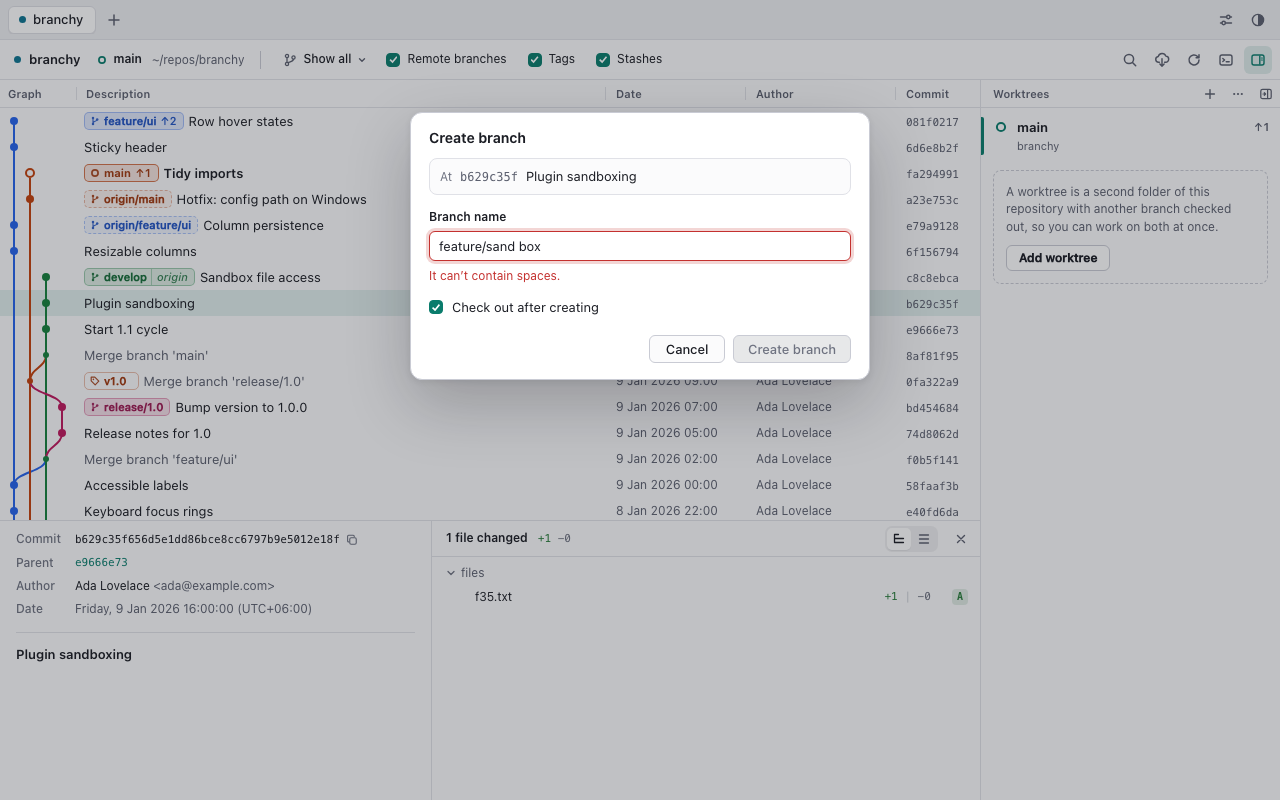 branchy
branchy main ~/repos/branchy Show all Remote branches Tags Stashes
Graph Description Date Author Commit Worktrees
feature/ui ↑2 Row hover states 081f0217
Sticky header 6d6e8b2f
main ↑1 Tidy imports fa294991
origin/main Hotfix: config path on Windows a23e753c
origin/feature/ui Column persistence e79a9128
Resizable columns 6f156794
develop origin Sandbox file access c8c8ebca
Plugin sandboxing b629c35f
Start 1.1 cycle e9666e73
Merge branch 'main' 8af81f95
v1.0 Merge branch 'release/1.0' 9 Jan 2026 09:00 Ada Lovelace 0fa322a9
release/1.0 Bump version to 1.0.0 9 Jan 2026 07:00 Ada Lovelace bd454684
Release notes for 1.0 9 Jan 2026 05:00 Ada Lovelace 74d8062d
Merge branch 'feature/ui' 9 Jan 2026 02:00 Ada Lovelace f0b5f141
Accessible labels 9 Jan 2026 00:00 Ada Lovelace 58faaf3b
Keyboard focus rings 8 Jan 2026 22:00 Ada Lovelace e40fd6da
Create branch
At b629c35f Plugin sandboxing
Branch name
feature/sand box
It can't contain spaces.
Check out after creating
Cancel Create branch
main ↑1
branchy
A worktree is a second folder of this
repository with another branch checked
out, so you can work on both at once.
Add worktree
Commit b629c35f656d5e1dd86bce8cc6797b9e5012e18f
Parent e9666e73
Author Ada Lovelace <ada@example.com>
Date Friday, 9 Jan 2026 16:00:00 (UTC+06:00)
Plugin sandboxing
1 file changed +1 −0
files
f35.txt +1 −0 A